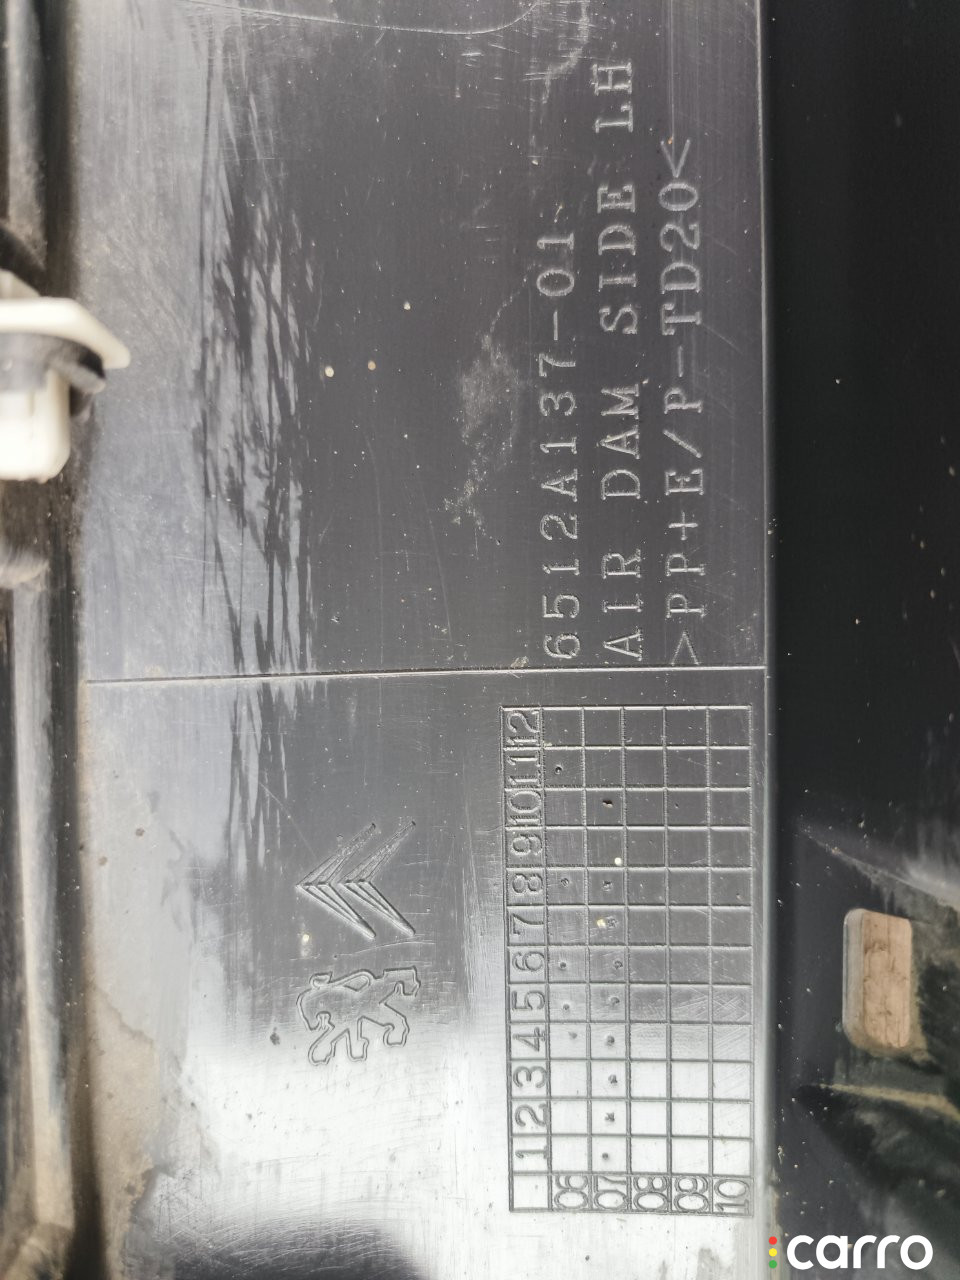 6512A137-01
AIR DAM SIDE LH
>PP+E/P-TD20<
1 2 3 4 5 6 7 8 9 10 11 12
06
07
08
09
10
carro